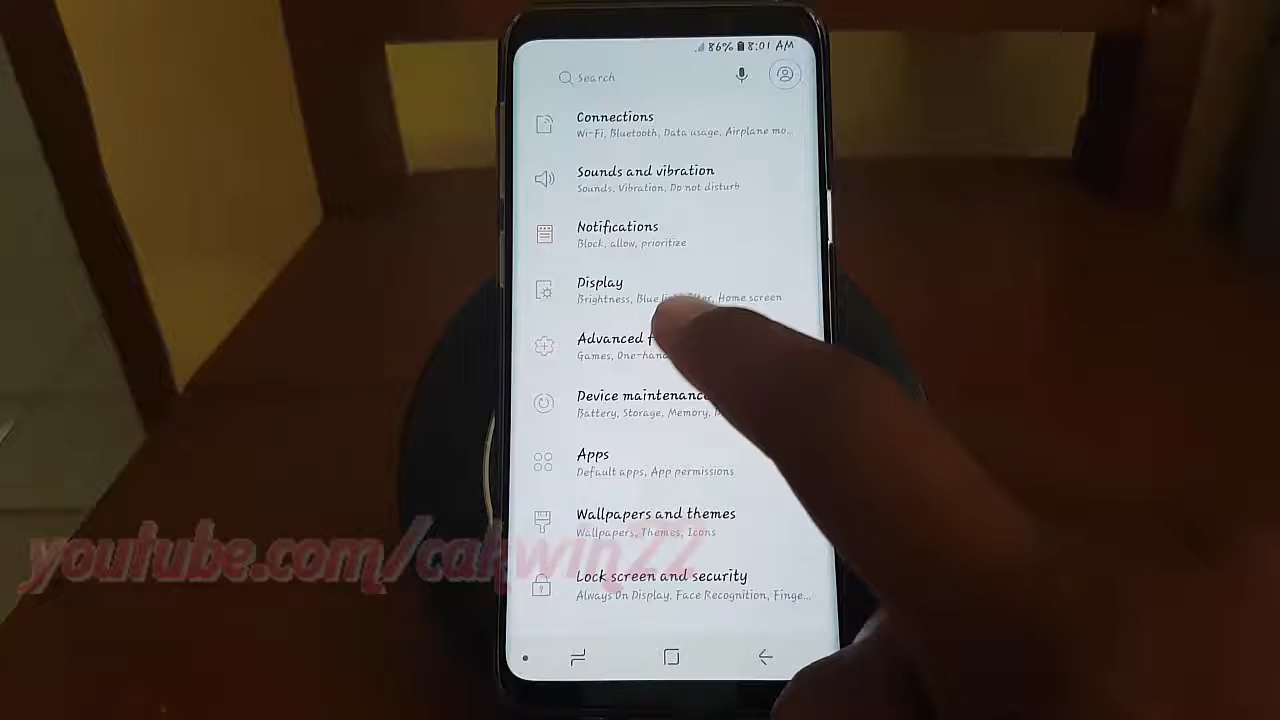 86% 8:01 AM
Search
Connections
Wi-Fi, Bluetooth, Data usage, Airplane mo...
Sounds and vibration
Sounds, Vibration, Do not disturb
Notifications
Block, allow, prioritize
Display
Brightness, Blue Home screen
Advanced
Games,
Device maintenance
Battery, Storage, Memory,
Apps
Default apps, App permissions
Wallpapers and themes
Wallpapers, Themes, Icons
youtube.com/cakwin22
Lock screen and security
Always On Display, Face Recognition, Finge...